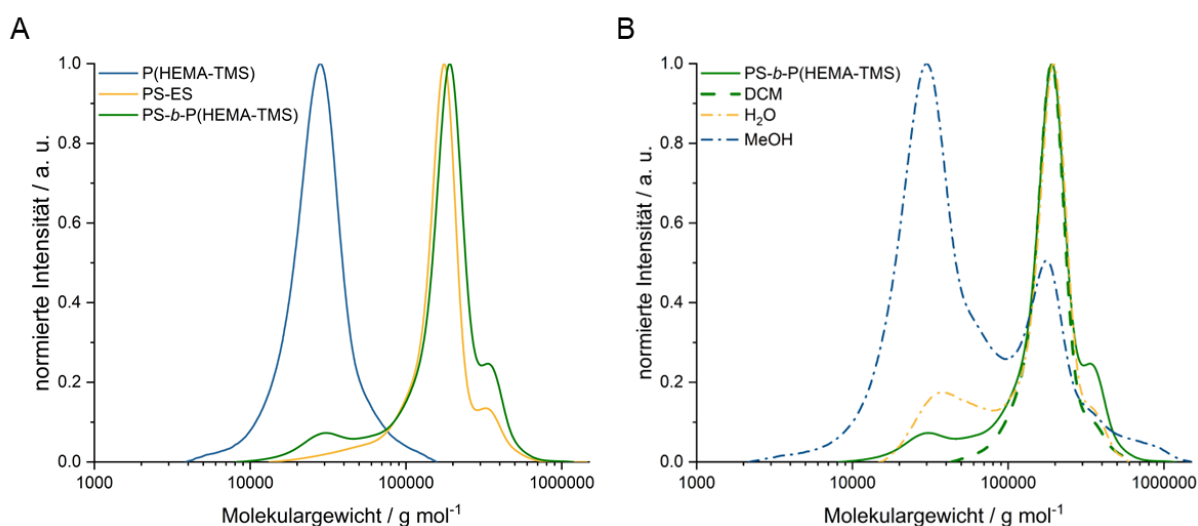 A
P(HEMA-TMS)
PS-ES
PS-b-P(HEMA-TMS)
normierte Intensität / a. u.
1.0
0.8
0.6
0.4
0.2
0.0
1000
10000
100000
1000000
Molekulargewicht / g mol⁻¹
B
PS-b-P(HEMA-TMS)
DCM
H₂O
MeOH
normierte Intensität / a. u.
1.0
0.8
0.6
0.4
0.2
0.0
1000
10000
100000
1000000
Molekulargewicht / g mol⁻¹